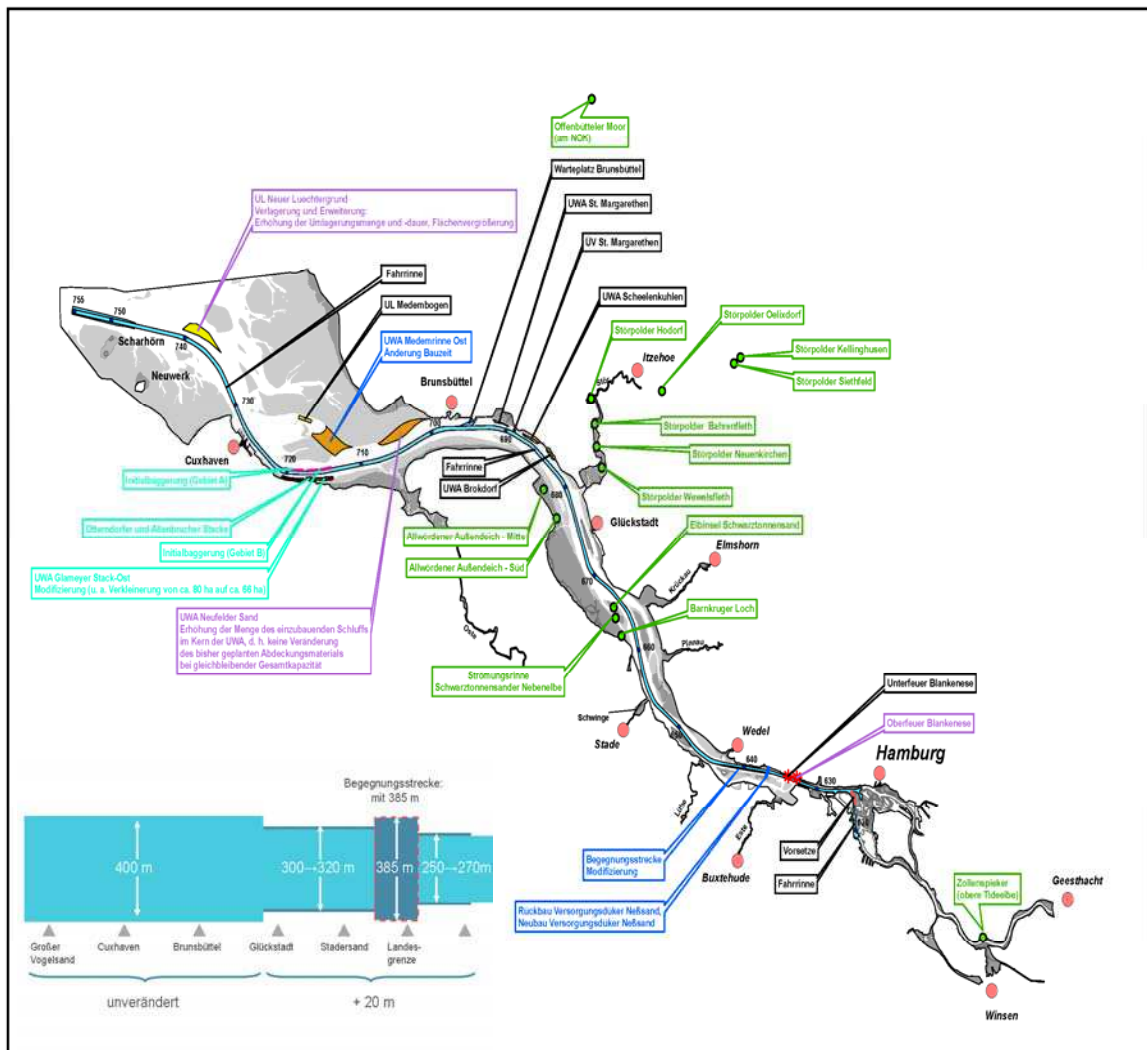 Offenbütteler Moor
(am NOK)
Warteplatz Brunsbüttel
UL Neuer Luechtergrund
Verlagerung und Erweiterung:
Erhöhung der Umlagerungsmenge und -dauer, Flächenvergrößerung
UWA St. Margarethen
UV St. Margarethen
Fahrrinne
UWA Scheelenkuhlen
755
750
UL Medembogen
Störpolder Oelixdorf
Störpolder Hodorf
Scharhörn
740
UWA Medemrinne Ost
Änderung Bauzeit
Itzehoe
Störpolder Kellinghusen
Störpolder Siethfeld
Stör
Neuwerk
Brunsbüttel
730
700
690
Störpolder Bahrenfleth
Cuxhaven
720
710
Fahrrinne
Störpolder Neuenkirchen
Initialbaggerung (Gebiet A)
UWA Brokdorf
Störpolder Wewelsfleth
680
Otterndorfer und Altenbrucher Stacks
Allwördener Außendeich - Mitte
Glückstadt
Elbinsel Schwarztonnensand
Initialbaggerung (Gebiet B)
Elmshorn
Allwördener Außendeich - Süd
UWA Glameyer Stack-Ost
Modifizierung (u. a. Verkleinerung von ca. 80 ha auf ca. 68 ha)
670
Krückau
Barnkruger Loch
UWA Neufelder Sand
Erhöhung der Menge des einzubauenden Schluffs
im Kern der UWA, d. h. keine Veränderung
des bisher geplanten Abdeckungsmaterials
bei gleichbleibender Gesamtkapazität
Oste
Pinnau
660
Strömungsrinne
Schwarztonnensander Nebenelbe
Unterfeuer Blankenese
Schwinge
Oberfeuer Blankenese
Stade
650
Wedel
Hamburg
640
630
Begegnungsstrecke:
mit 385 m
Lühe
Este
Vorsetze
Begegnungsstrecke
Modifizierung
Buxtehude
Fahrrinne
400 m
300→320 m
385 m
250→270m
Zollenspieker
(obere Tideelbe)
Geesthacht
Rückbau Versorgungsdüker Neßsand,
Neubau Versorgungsdüker Neßsand
Großer
Vogelsand
Cuxhaven
Brunsbüttel
Glückstadt
Stadersand
Landes-
grenze
unverändert
+ 20 m
Winsen